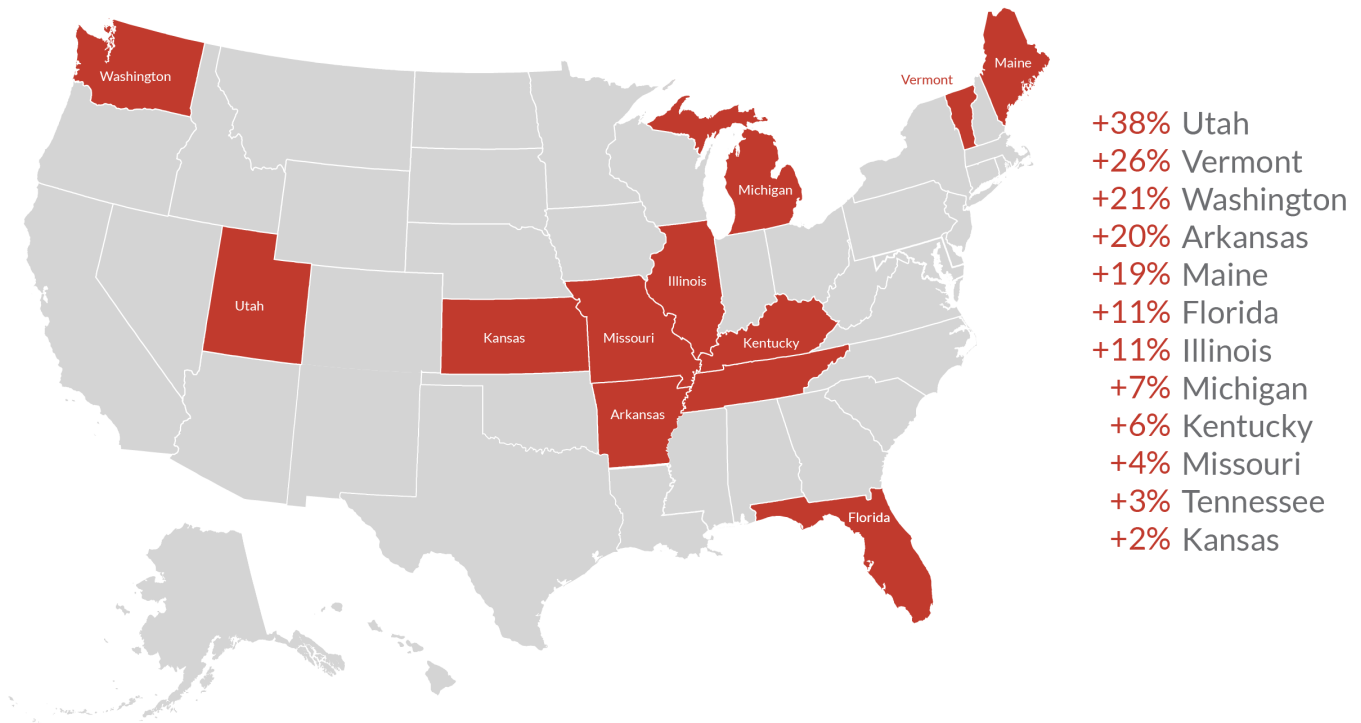 Washington
Vermont
Maine
Michigan
Illinois
Utah
Kansas
Missouri
Kentucky
Arkansas
Florida
+38% Utah
+26% Vermont
+21% Washington
+20% Arkansas
+19% Maine
+11% Florida
+11% Illinois
+7% Michigan
+6% Kentucky
+4% Missouri
+3% Tennessee
+2% Kansas